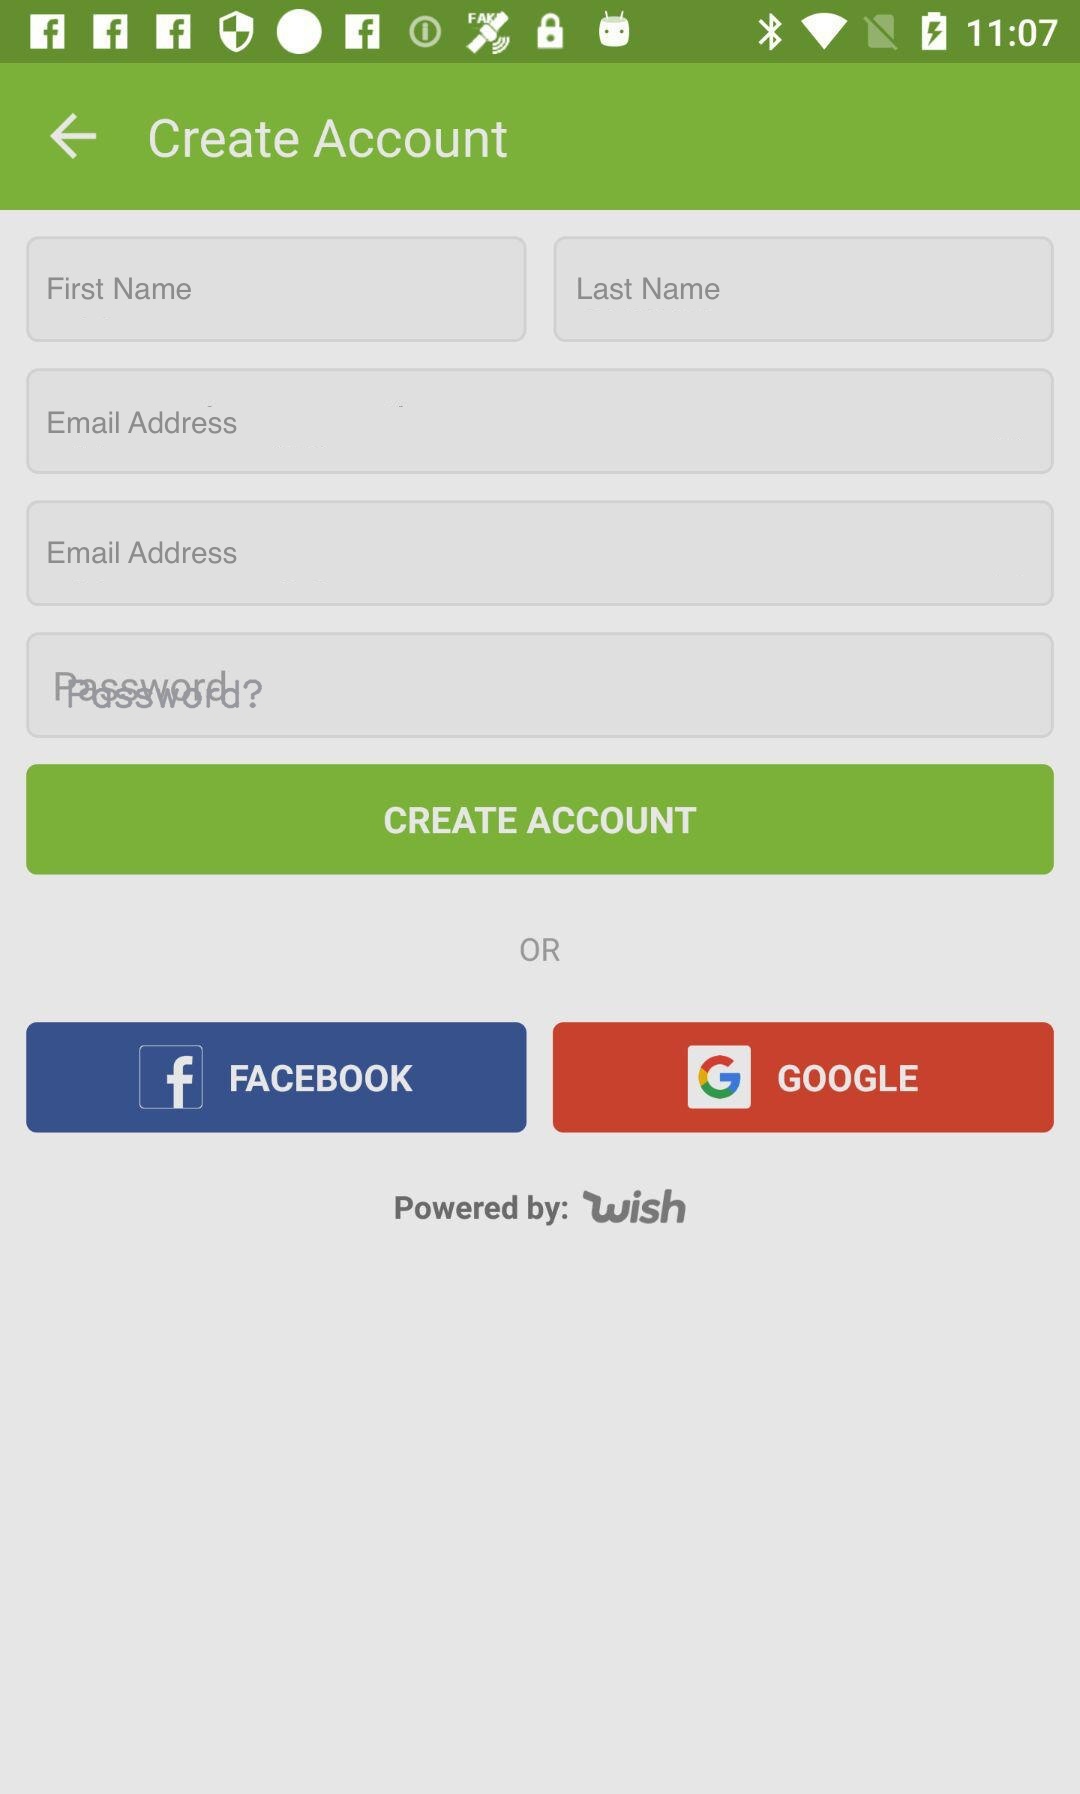 FAKE 11:07
Create Account
First Name Last Name
Email Address
Email Address
Password
Password?
CREATE ACCOUNT
OR
FACEBOOK GOOGLE
Powered by: wish